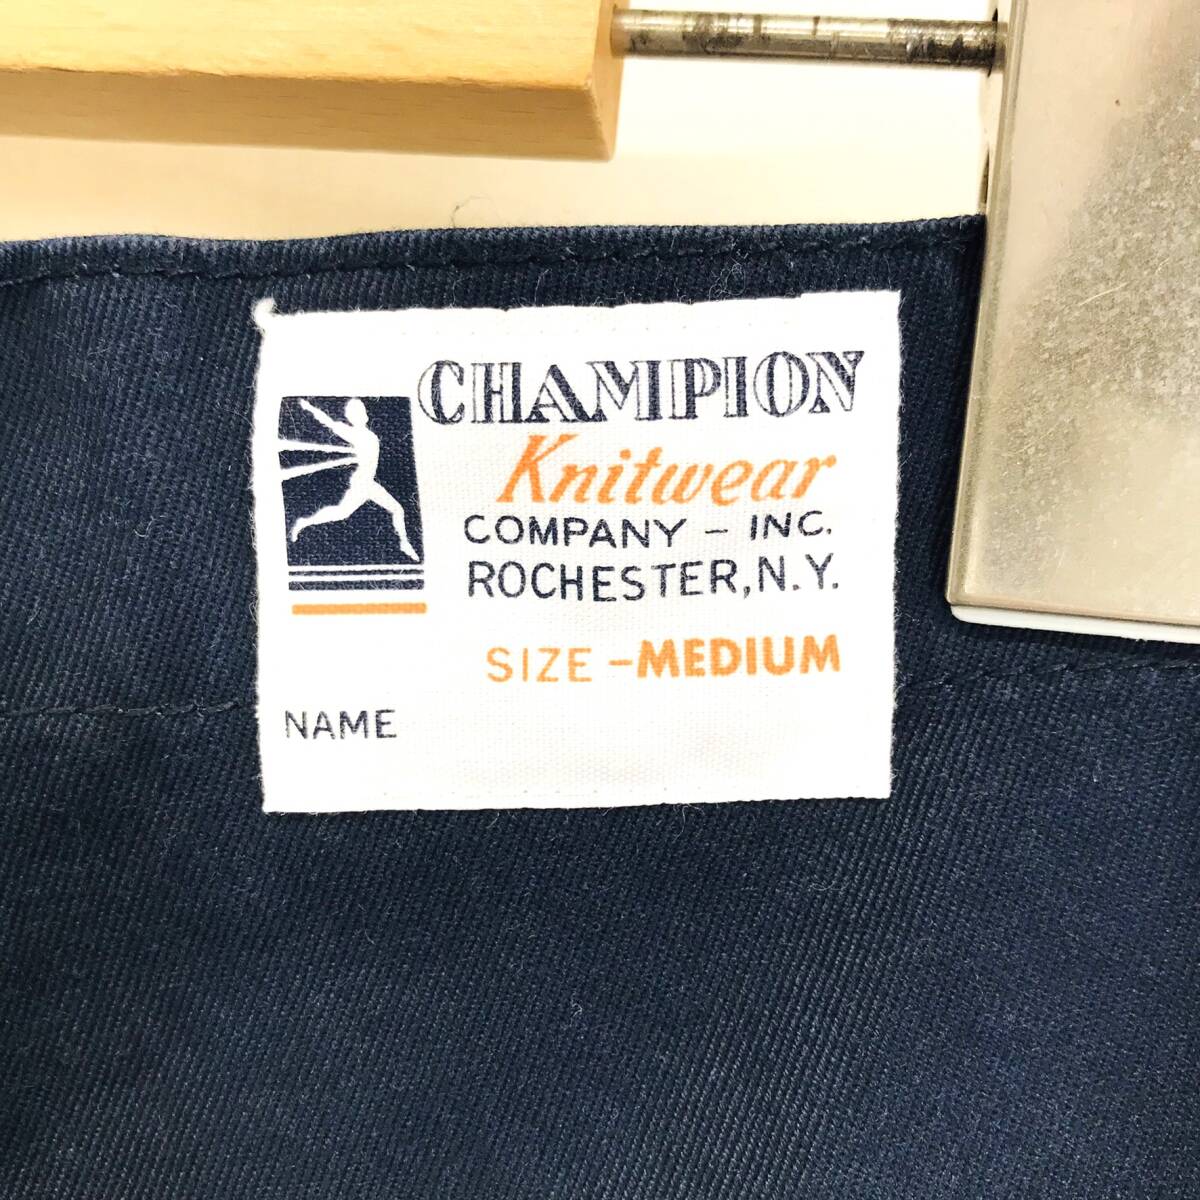 CHAMPION
Knitwear
COMPANY – INC.
ROCHESTER, N.Y.
SIZE – MEDIUM
NAME